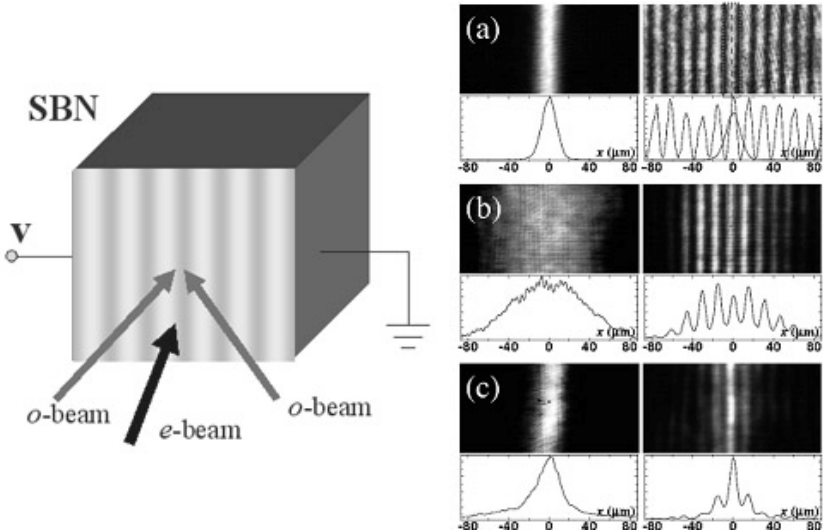 SBN
V
o-beam
e-beam
o-beam
(a)
x (μm)
-80 -40 0 40 80
x (μm)
-80 -40 0 40 80
(b)
x (μm)
-80 -40 0 40 80
x (μm)
-80 -40 0 40 80
(c)
x (μm)
-80 -40 0 40 80
x (μm)
-80 -40 0 40 80